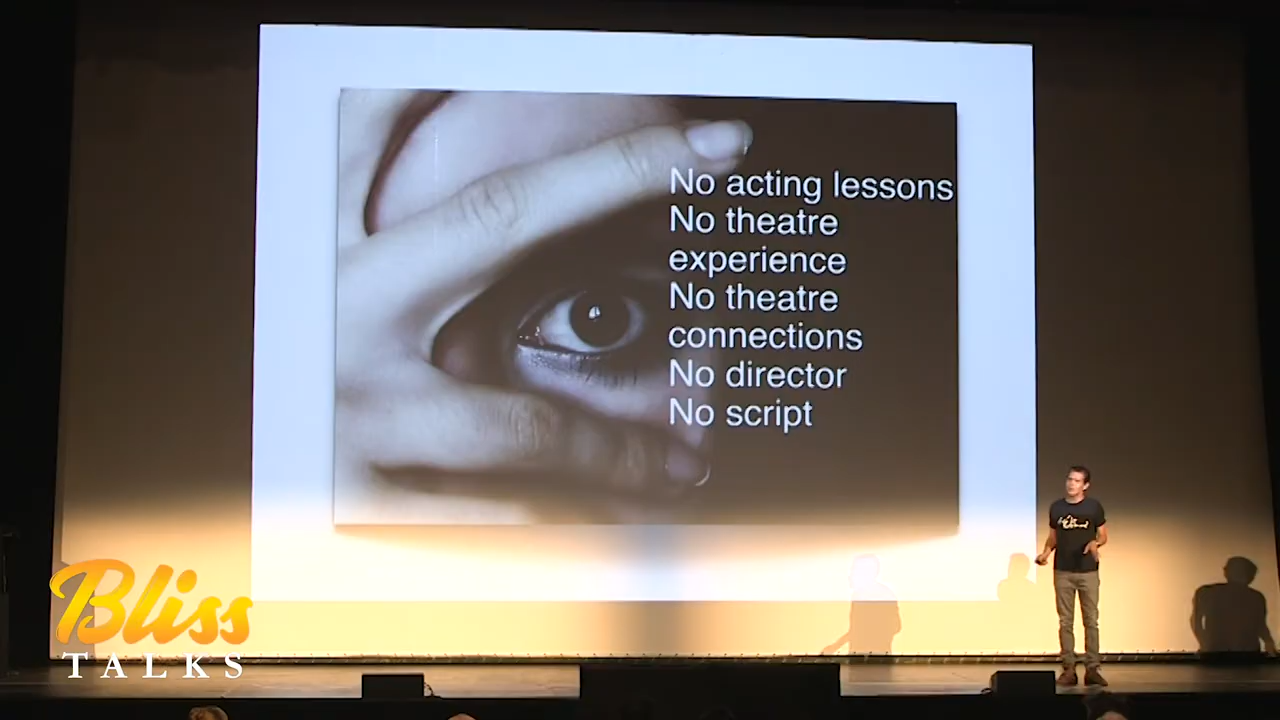 No acting lessons
No theatre
experience
No theatre
connections
No director
No script
Bliss
TALKS